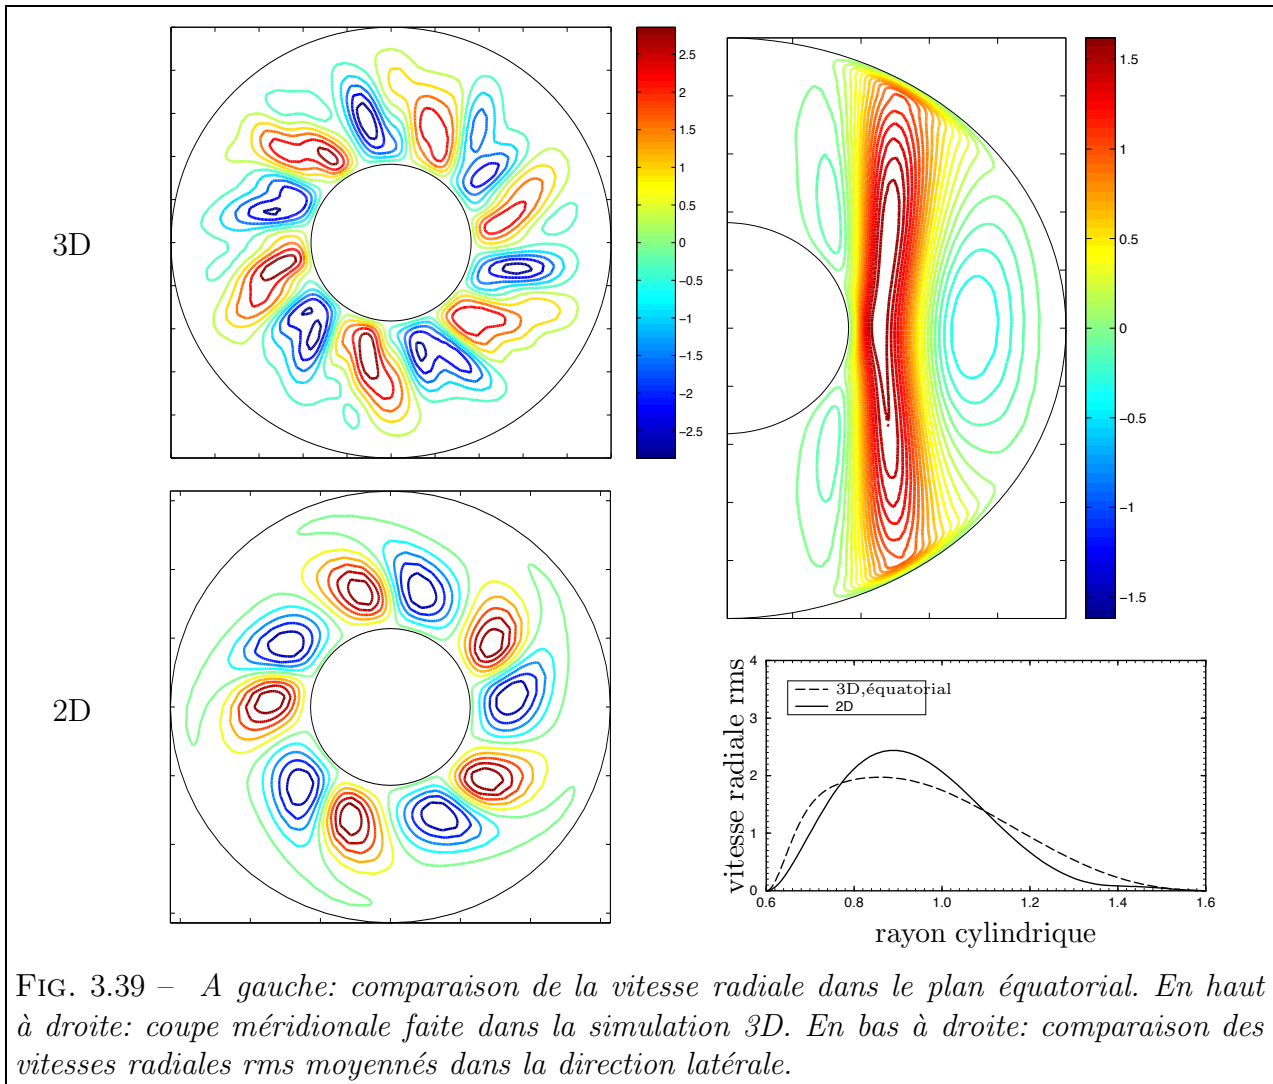 3D
2.5
2
1.5
1
0.5
0
−0.5
−1
−1.5
−2
−2.5
1.5
1
0.5
0
−0.5
−1
−1.5
2D
vitesse radiale rms
4
3
2
1
0
3D,équatorial
2D
0.6 0.8 1.0 1.2 1.4 1.6
rayon cylindrique
FIG. 3.39 – A gauche: comparaison de la vitesse radiale dans le plan équatorial. En haut
à droite: coupe méridionale faite dans la simulation 3D. En bas à droite: comparaison des
vitesses radiales rms moyennés dans la direction latérale.